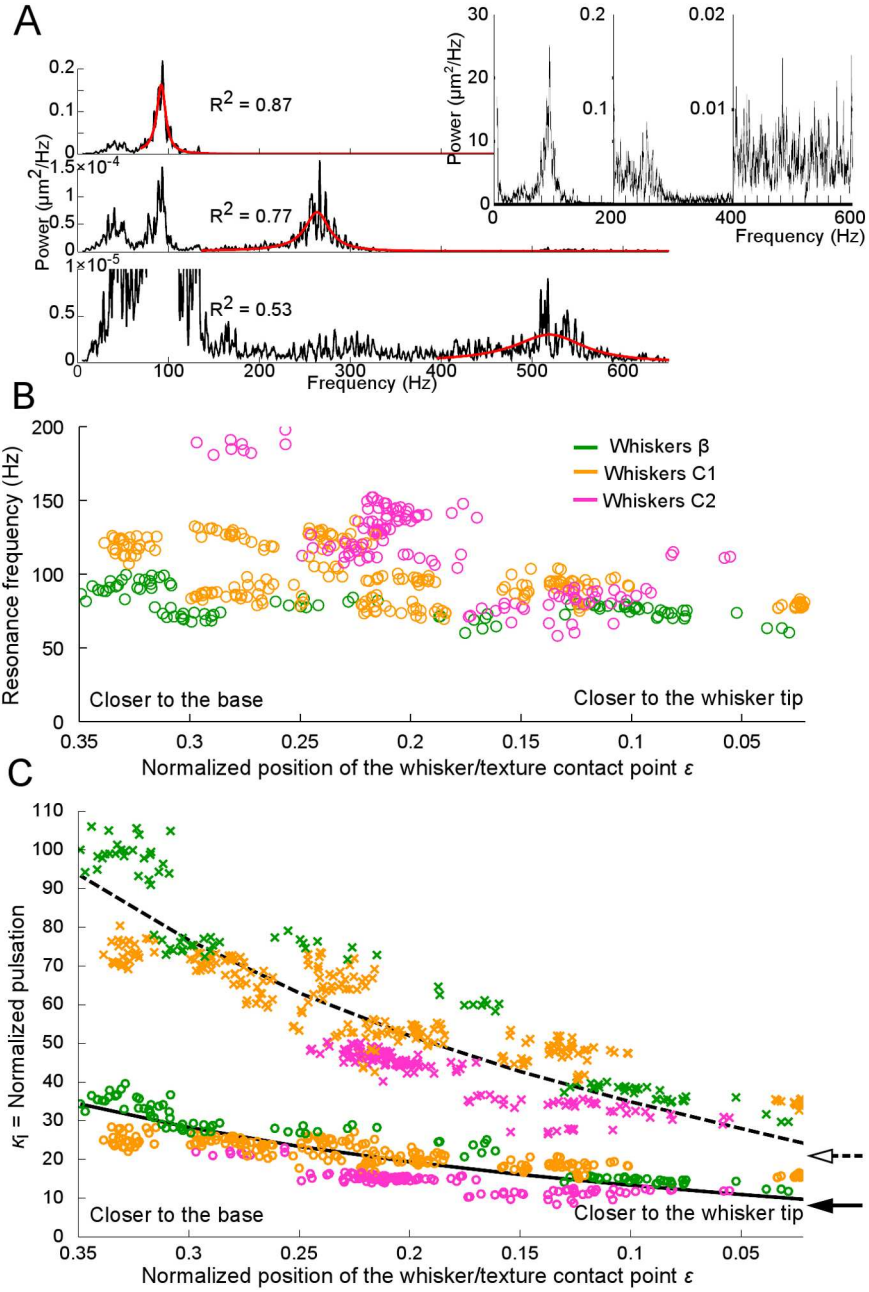 A
Power (µm²/Hz)
0.2
0.1
0
R² = 0.87
1.5×10⁻⁴
1
0.5
0
R² = 0.77
1×10⁻⁵
0.5
0
R² = 0.53
0 100 200 300 400 500 600
Frequency (Hz)
Power (µm²/Hz)
30
20
10
0
0.2
0.1
0.02
0.01
0 200 400 600
Frequency (Hz)
B
Resonance frequency (Hz)
200
150
100
50
0
Whiskers β
Whiskers C1
Whiskers C2
Closer to the base
Closer to the whisker tip
0.35 0.3 0.25 0.2 0.15 0.1 0.05
Normalized position of the whisker/texture contact point ε
C
κᵢ = Normalized pulsation
110
100
90
80
70
60
50
40
30
20
10
0
Closer to the base
Closer to the whisker tip
0.35 0.3 0.25 0.2 0.15 0.1 0.05
Normalized position of the whisker/texture contact point ε